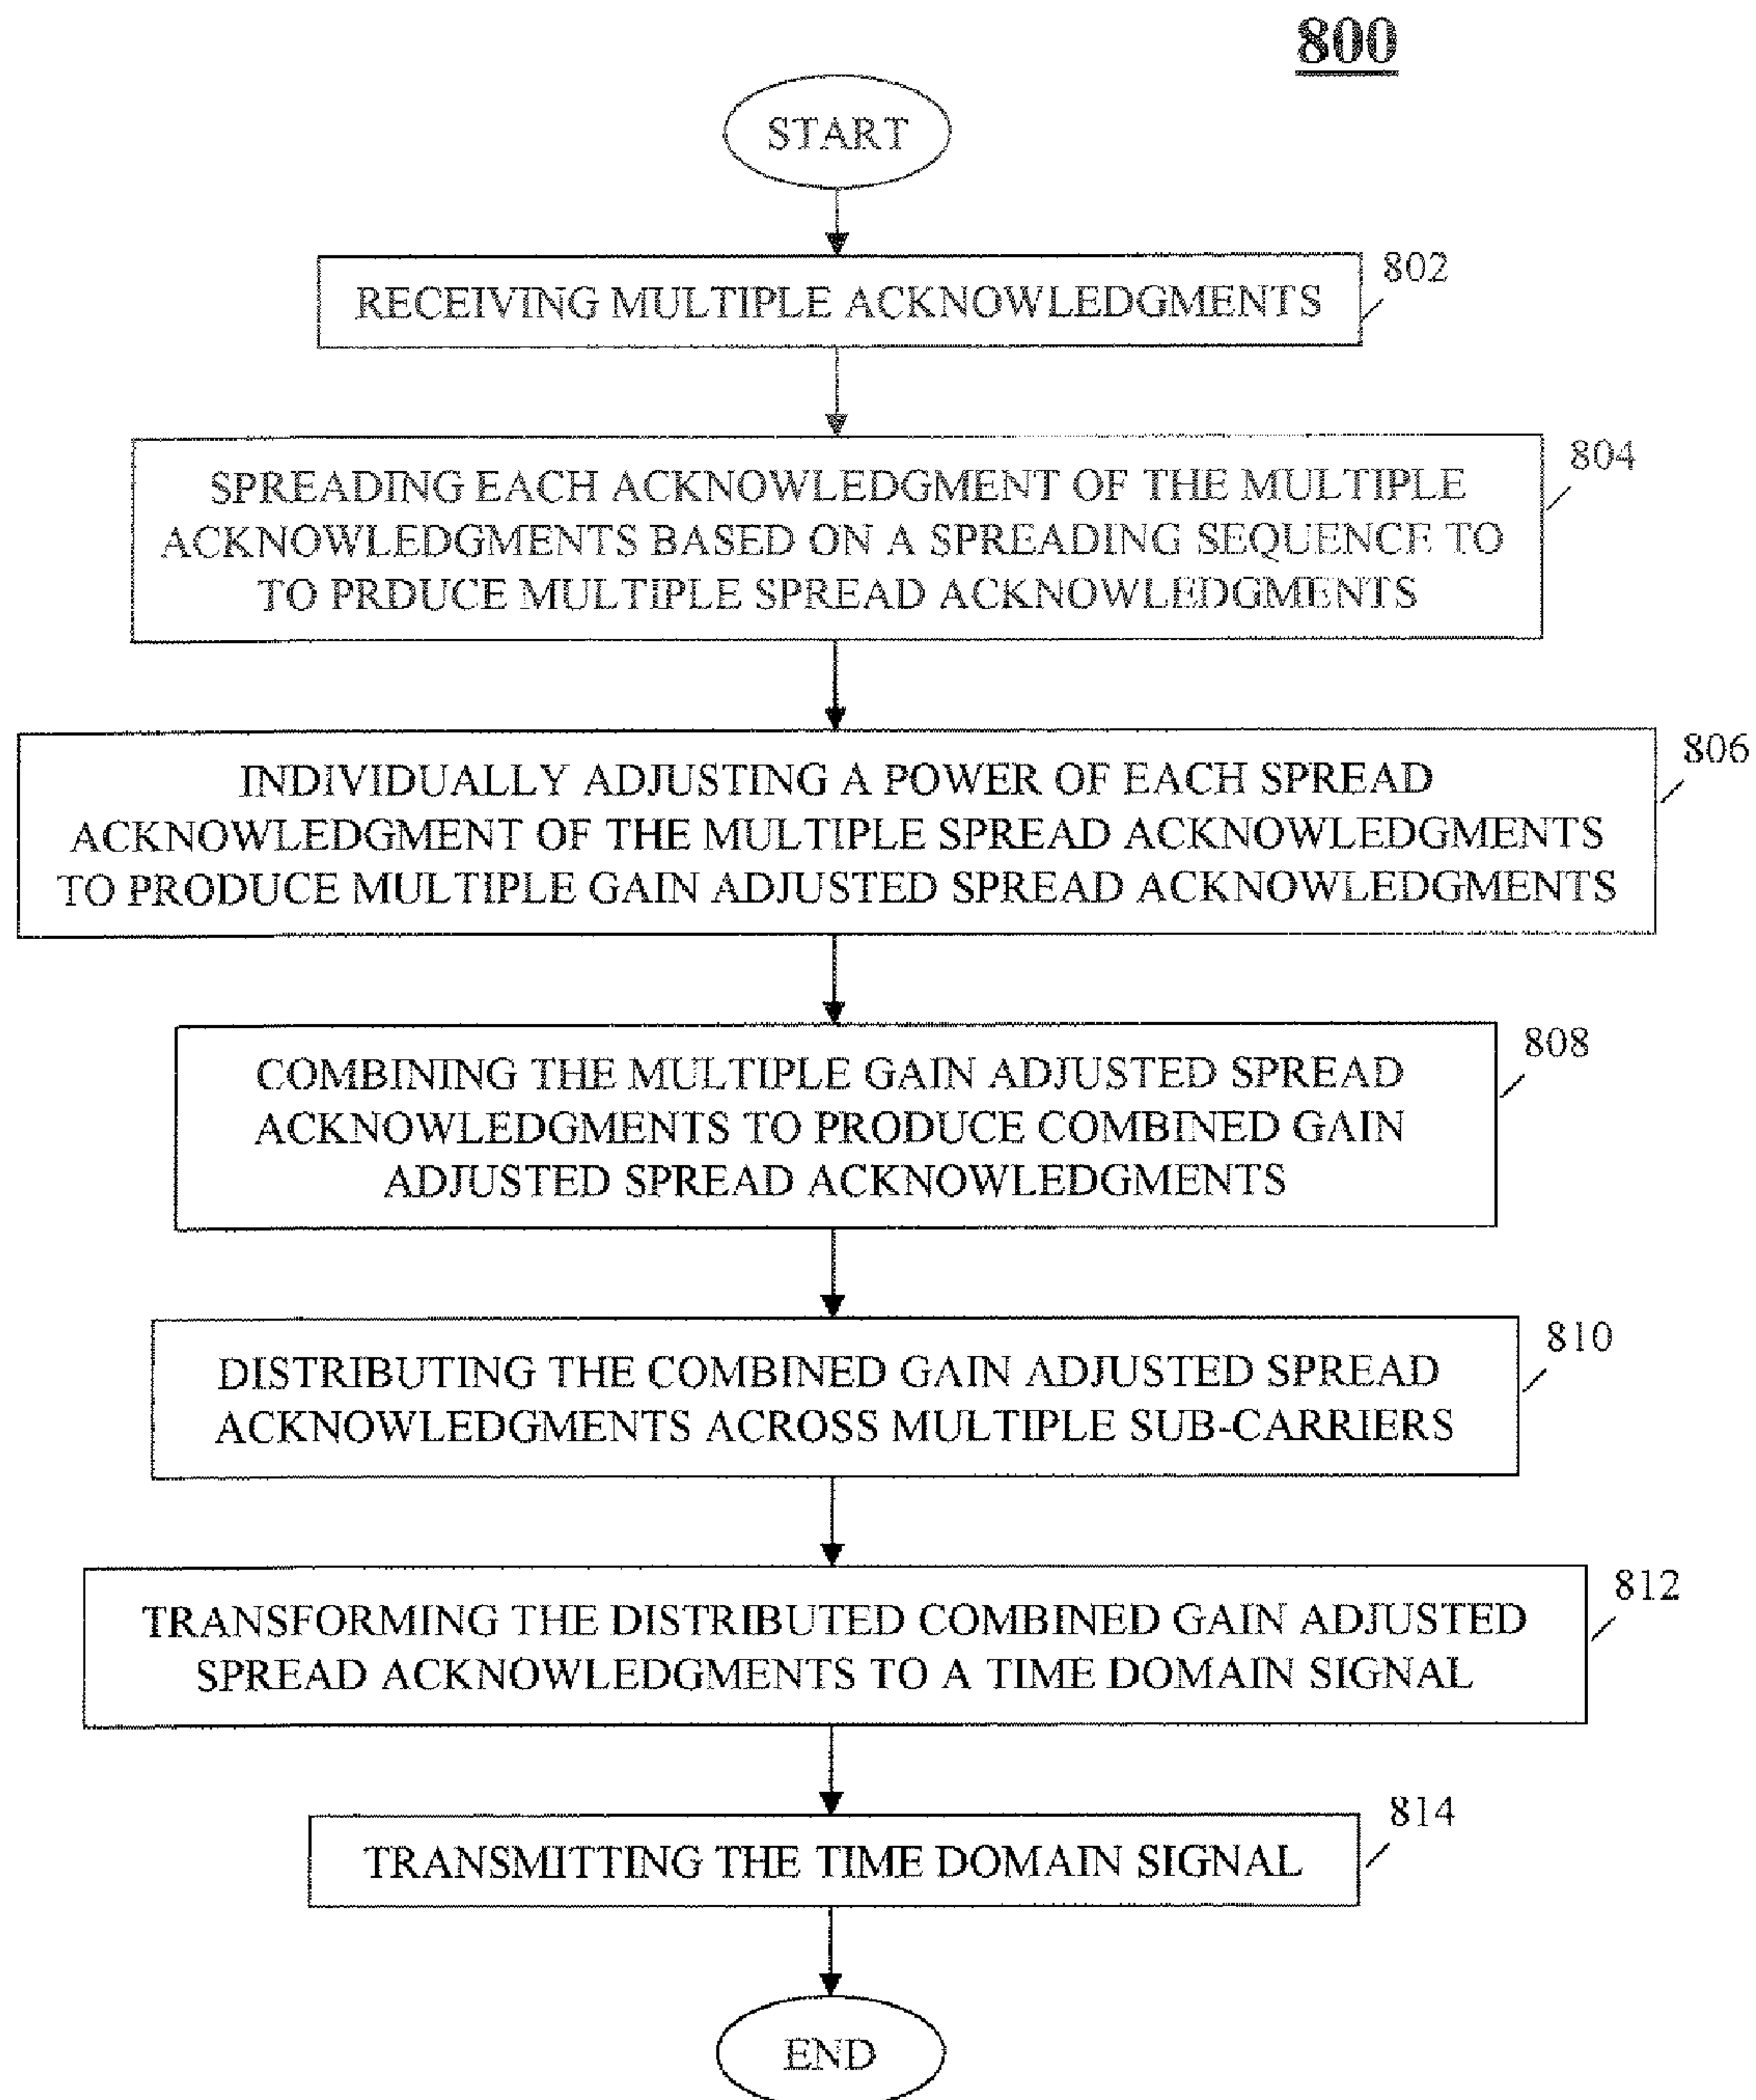 800
START
RECEIVING MULTIPLE ACKNOWLEDGMENTS
802
SPREADING EACH ACKNOWLEDGMENT OF THE MULTIPLE
ACKNOWLEDGMENTS BASED ON A SPREADING SEQUENCE TO
TO PRDUCE MULTIPLE SPREAD ACKNOWLEDGMENTS
804
INDIVIDUALLY ADJUSTING A POWER OF EACH SPREAD
ACKNOWLEDGMENT OF THE MULTIPLE SPREAD ACKNOWLEDGMENTS
TO PRODUCE MULTIPLE GAIN ADJUSTED SPREAD ACKNOWLEDGMENTS
806
COMBINING THE MULTIPLE GAIN ADJUSTED SPREAD
ACKNOWLEDGMENTS TO PRODUCE COMBINED GAIN
ADJUSTED SPREAD ACKNOWLEDGMENTS
808
DISTRIBUTING THE COMBINED GAIN ADJUSTED SPREAD
ACKNOWLEDGMENTS ACROSS MULTIPLE SUB-CARRIERS
810
TRANSFORMING THE DISTRIBUTED COMBINED GAIN ADJUSTED
SPREAD ACKNOWLEDGMENTS TO A TIME DOMAIN SIGNAL
812
TRANSMITTING THE TIME DOMAIN SIGNAL
814
END